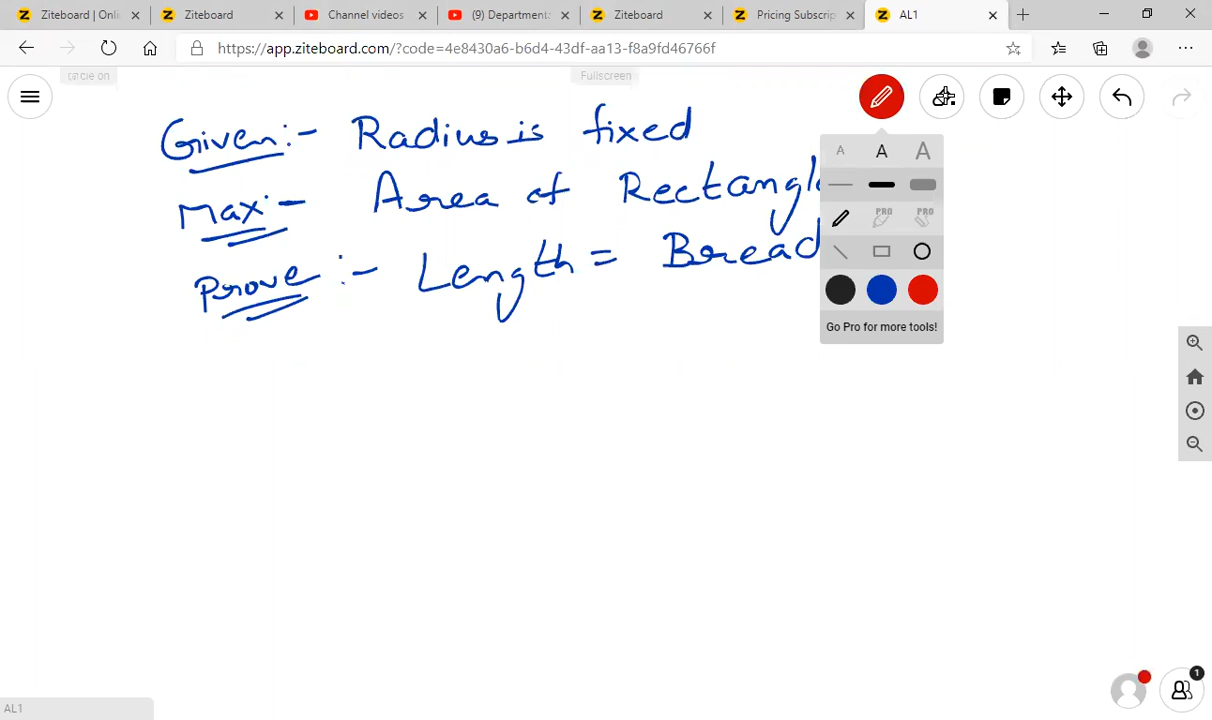 Ziteboard | Onli
Ziteboard
Channel videos
(9) Department
Ziteboard
Pricing Subscrip
AL1
https://app.ziteboard.com/?code=4e8430a6-b6d4-43df-aa13-f8a9fd46766f
Fullscreen
Given:- Radius is fixed
Max:- Area of Rectangle
Prove:- Length = Bread
A A A
PRO PRO
Go Pro for more tools!
1
AL1